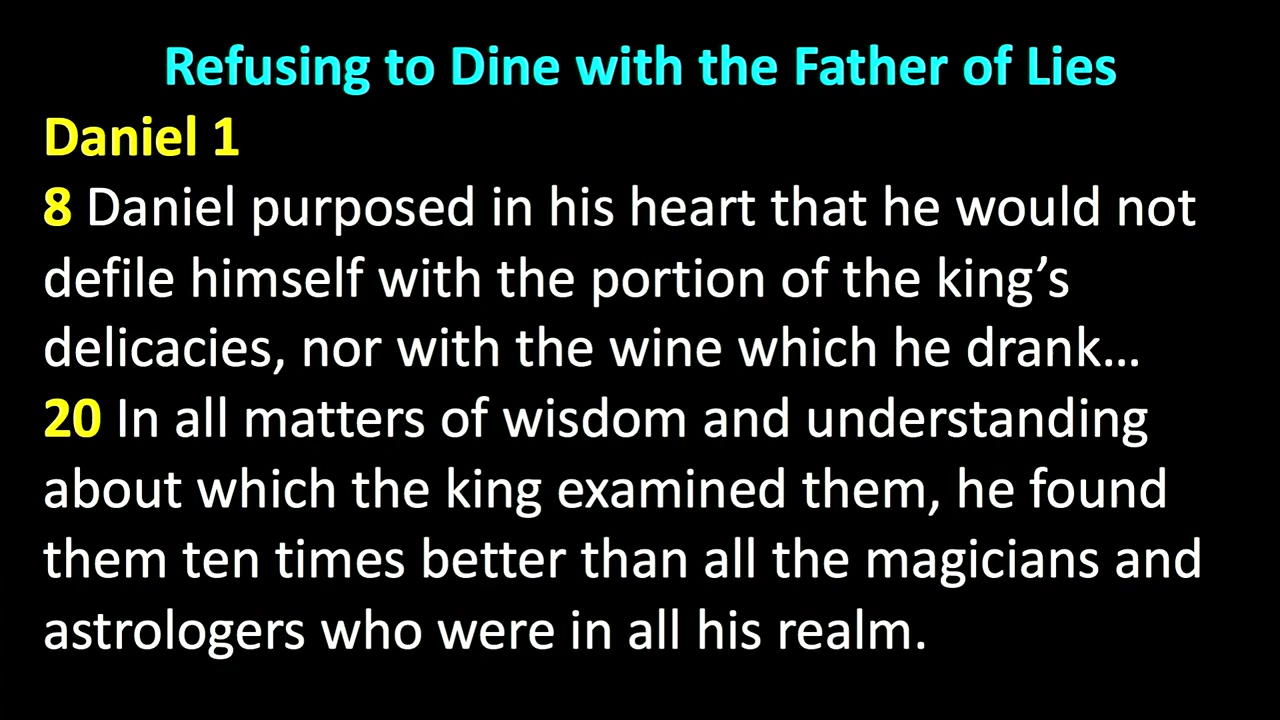 Refusing to Dine with the Father of Lies
Daniel 1
8 Daniel purposed in his heart that he would not
defile himself with the portion of the king’s
delicacies, nor with the wine which he drank…
20 In all matters of wisdom and understanding
about which the king examined them, he found
them ten times better than all the magicians and
astrologers who were in all his realm.